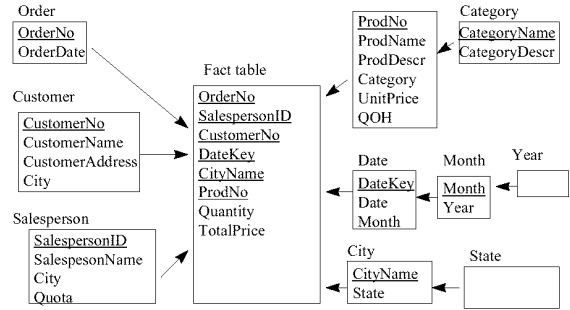 Order
OrderNo
OrderDate
Customer
CustomerNo
CustomerName
CustomerAddress
City
Salesperson
SalespersonID
SalespesonName
City
Quota
Fact table
OrderNo
SalespersonID
CustomerNo
DateKey
CityName
ProdNo
Quantity
TotalPrice
ProdNo
ProdName
ProdDescr
Category
UnitPrice
QOH
Category
CategoryName
CategoryDescr
Date
DateKey
Date
Month
Month
Month
Year
Year
City
CityName
State
State